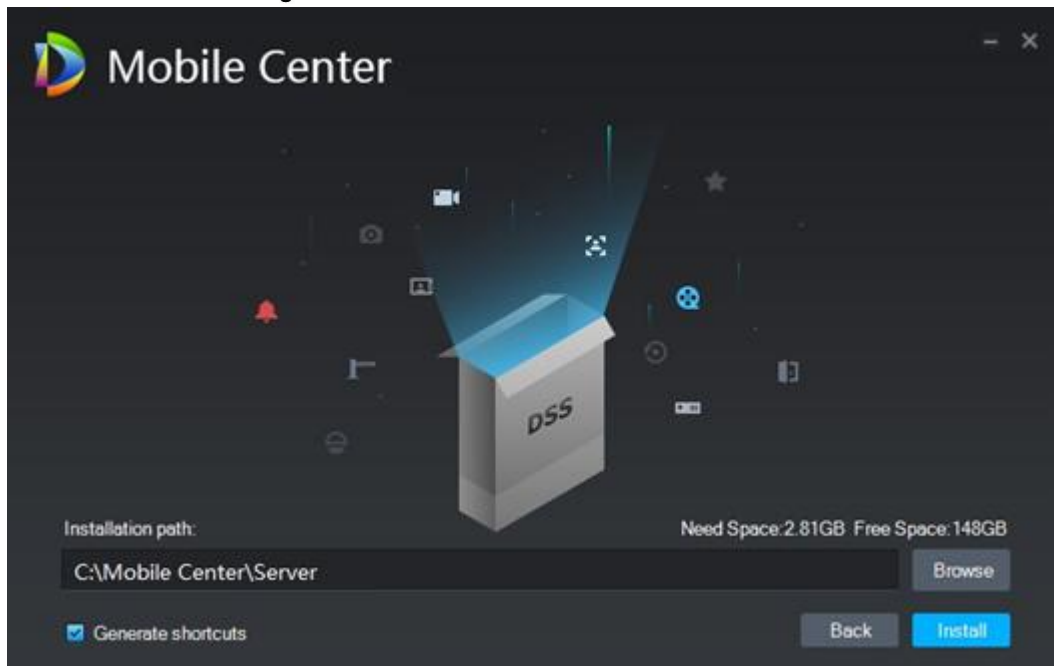 Mobile Center
DSS
Installation path:
Need Space:2.81GB Free Space:148GB
C:\Mobile Center\Server
Browse
Generate shortcuts
Back
Install